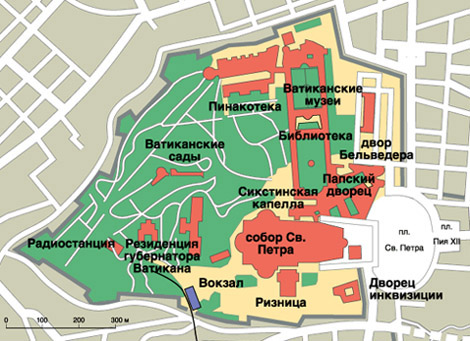 Пинакотека
Ватиканские
музеи
Библиотека
двор
Бельведера
Ватиканские
сады
Папский
дворец
Сикстинская
капелла
собор Св.
Петра
пл.
Св. Петра
пл.
Пия XII
Радиостанция
Резиденция
губернатора
Ватикана
Вокзал
Ризница
Дворец
инквизиции
0 100 200 300 м